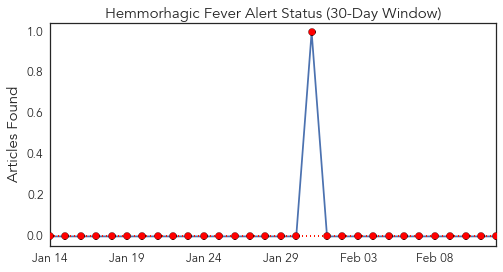 Hemmorhagic Fever Alert Status (30-Day Window)
Articles Found
1.0
0.8
0.6
0.4
0.2
0.0
Jan 14 Jan 19 Jan 24 Jan 29 Feb 03 Feb 08